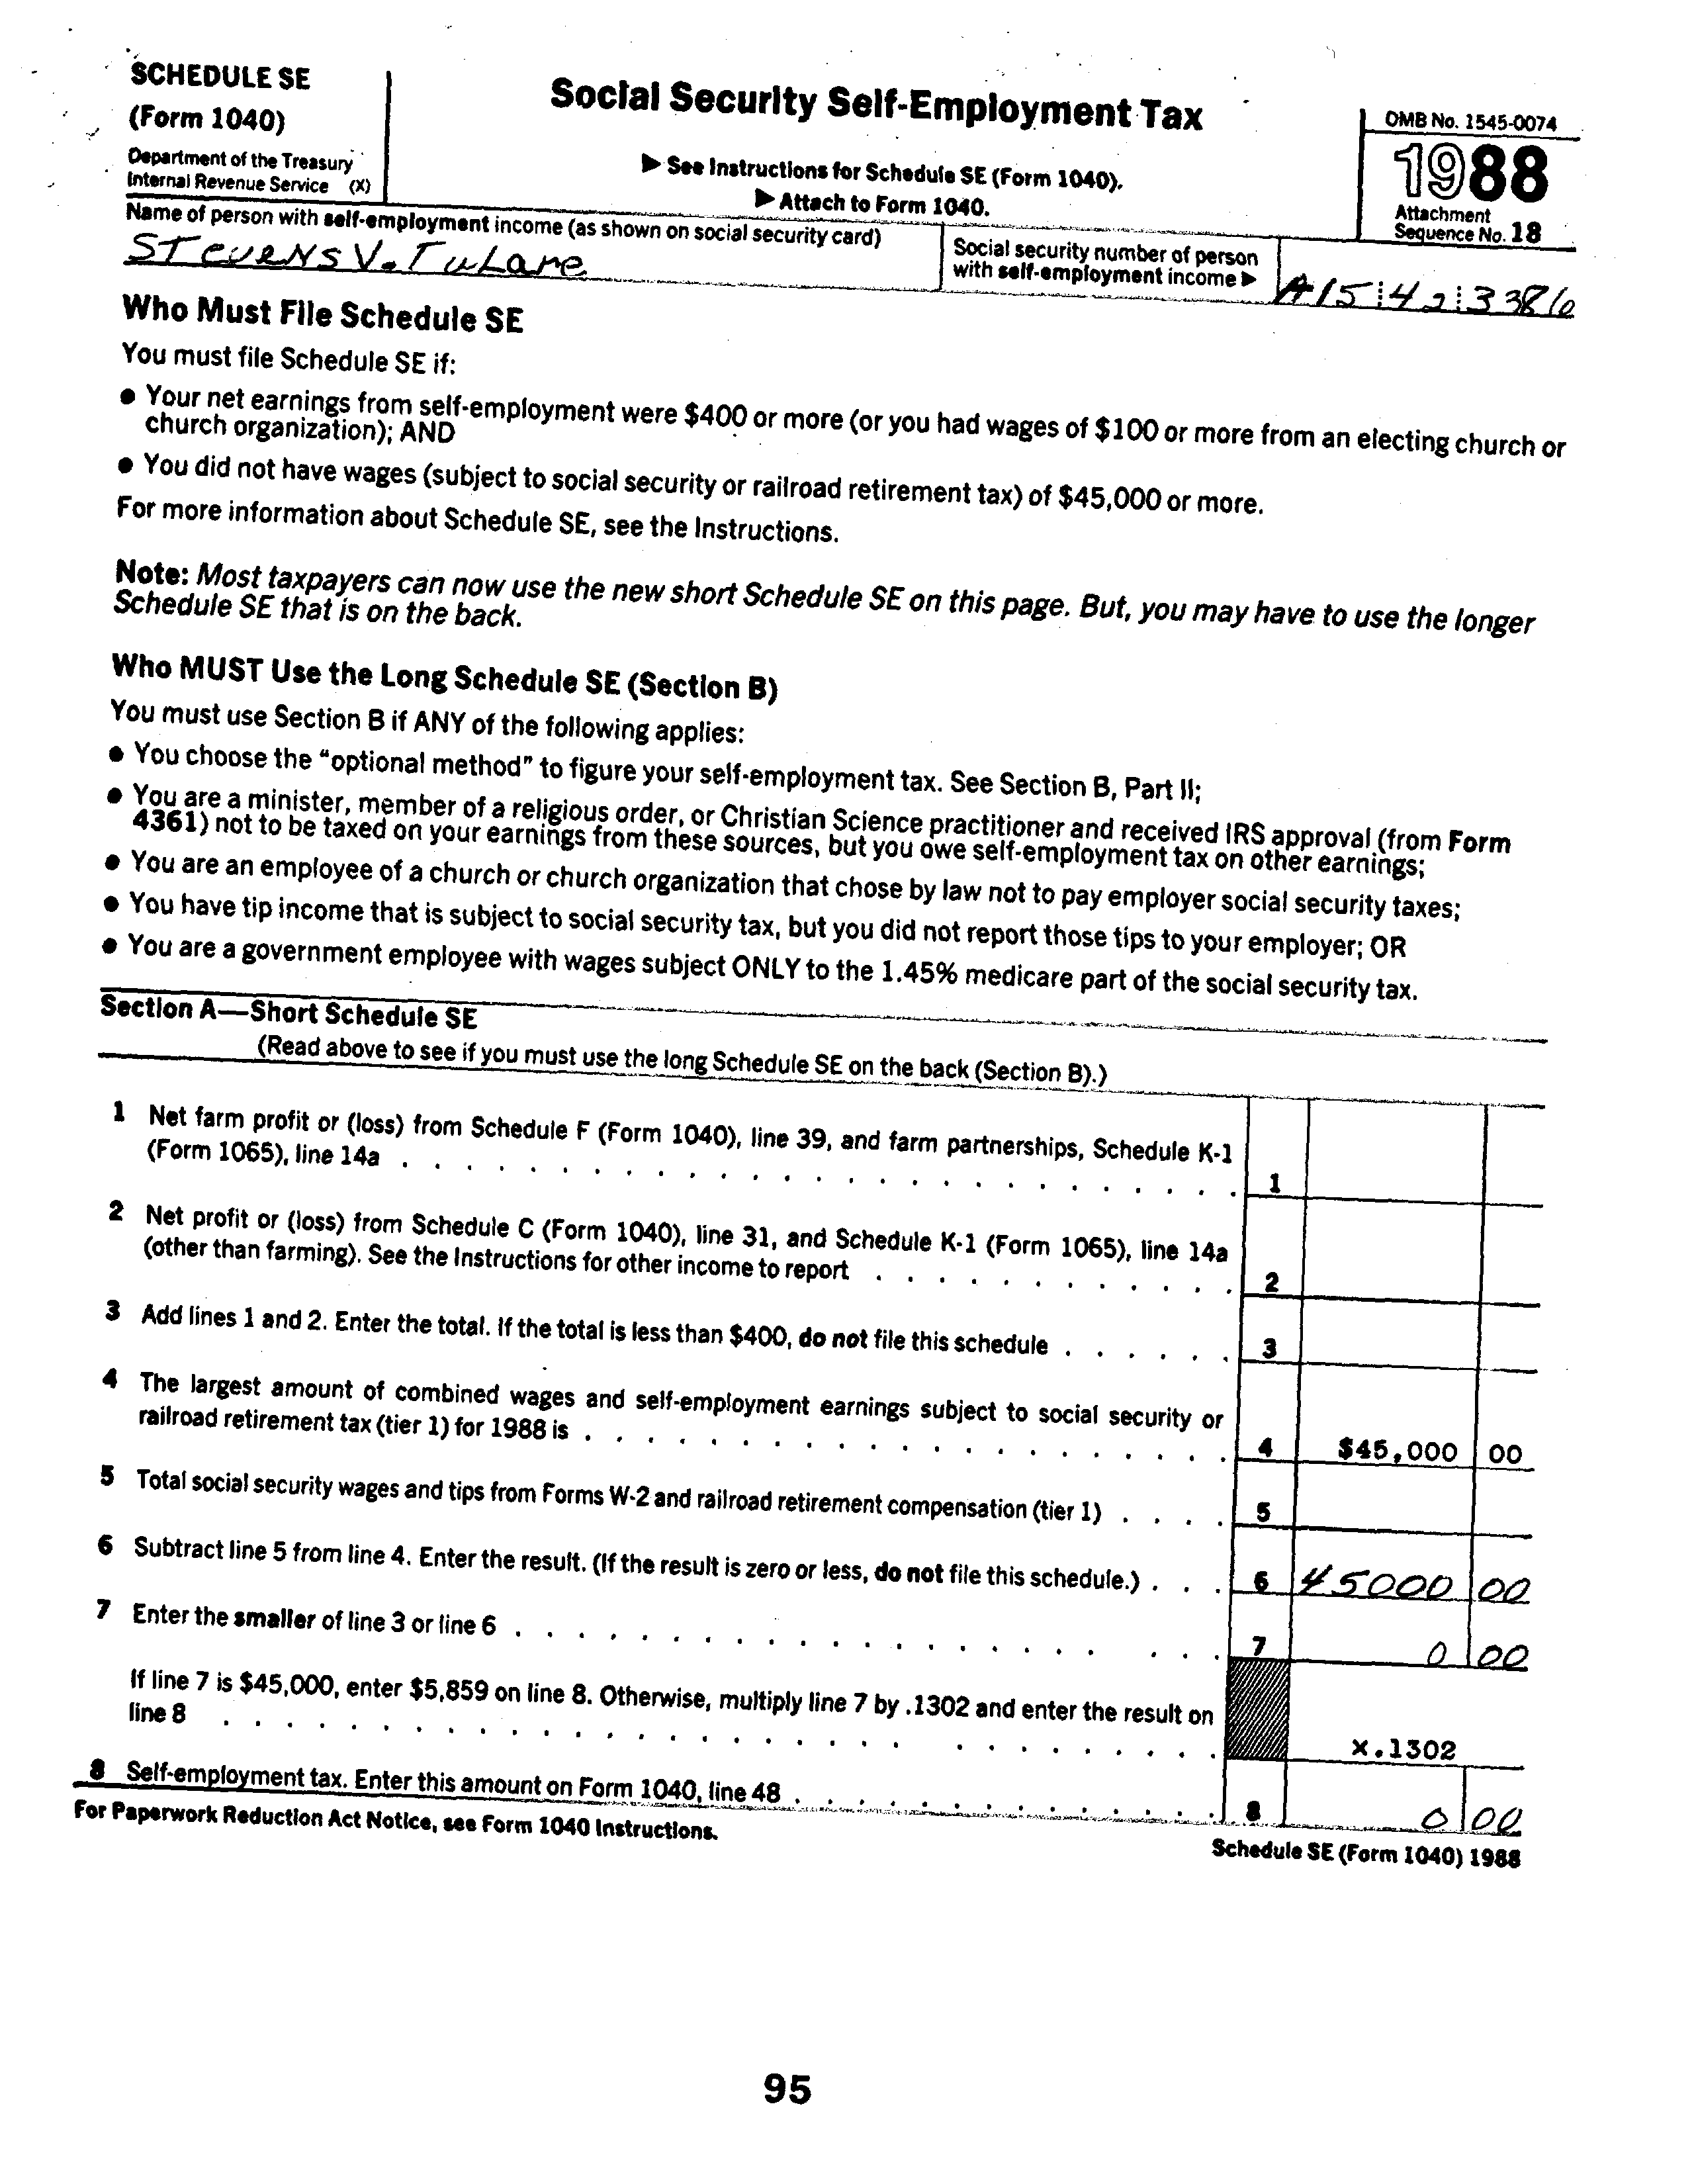 SCHEDULE SE
(Form 1040)
Department of the Treasury
Internal Revenue Service (X)
Social Security Self-Employment Tax
▶ See Instructions for Schedule SE (Form 1040).
▶ Attach to Form 1040.
OMB No. 1545-0074
1988
Attachment
Sequence No. 18
Name of person with self-employment income (as shown on social security card)
STEVENS V. TuLare
Social security number of person
with self-employment income ▶
A15 42 3386
Who Must File Schedule SE
You must file Schedule SE if:
● Your net earnings from self-employment were $400 or more (or you had wages of $100 or more from an electing church or
church organization); AND
● You did not have wages (subject to social security or railroad retirement tax) of $45,000 or more.
For more information about Schedule SE, see the Instructions.
Note: Most taxpayers can now use the new short Schedule SE on this page. But, you may have to use the longer
Schedule SE that is on the back.
Who MUST Use the Long Schedule SE (Section B)
You must use Section B if ANY of the following applies:
● You choose the "optional method" to figure your self-employment tax. See Section B, Part II;
● You are a minister, member of a religious order, or Christian Science practitioner and received IRS approval (from Form
4361) not to be taxed on your earnings from these sources, but you owe self-employment tax on other earnings;
● You are an employee of a church or church organization that chose by law not to pay employer social security taxes;
● You have tip income that is subject to social security tax, but you did not report those tips to your employer; OR
● You are a government employee with wages subject ONLY to the 1.45% medicare part of the social security tax.
Section A—Short Schedule SE
(Read above to see if you must use the long Schedule SE on the back (Section B).)
1 Net farm profit or (loss) from Schedule F (Form 1040), line 39, and farm partnerships, Schedule K-1
(Form 1065), line 14a . . . . . . . . . . . . . . . . . . . . . . . . . . . 1
2 Net profit or (loss) from Schedule C (Form 1040), line 31, and Schedule K-1 (Form 1065), line 14a
(other than farming). See the Instructions for other income to report . . . . . . . . . . . . 2
3 Add lines 1 and 2. Enter the total. If the total is less than $400, do not file this schedule . . . . . . 3
4 The largest amount of combined wages and self-employment earnings subject to social security or
railroad retirement tax (tier 1) for 1988 is . . . . . . . . . . . . . . . . . . . . . 4 $45,000 00
5 Total social security wages and tips from Forms W-2 and railroad retirement compensation (tier 1) . . . . 5
6 Subtract line 5 from line 4. Enter the result. (If the result is zero or less, do not file this schedule.) . . . 6 45000 00
7 Enter the smaller of line 3 or line 6 . . . . . . . . . . . . . . . . . . . . . . 7 0 00
If line 7 is $45,000, enter $5,859 on line 8. Otherwise, multiply line 7 by .1302 and enter the result on
line 8 . . . . . . . . . . . . . . . . . . . . . . . . . . . . . . x.1302
8 Self-employment tax. Enter this amount on Form 1040, line 48 . . . . . . . . . . . . . . 8 0 00
For Paperwork Reduction Act Notice, see Form 1040 Instructions.
Schedule SE (Form 1040) 1988
95